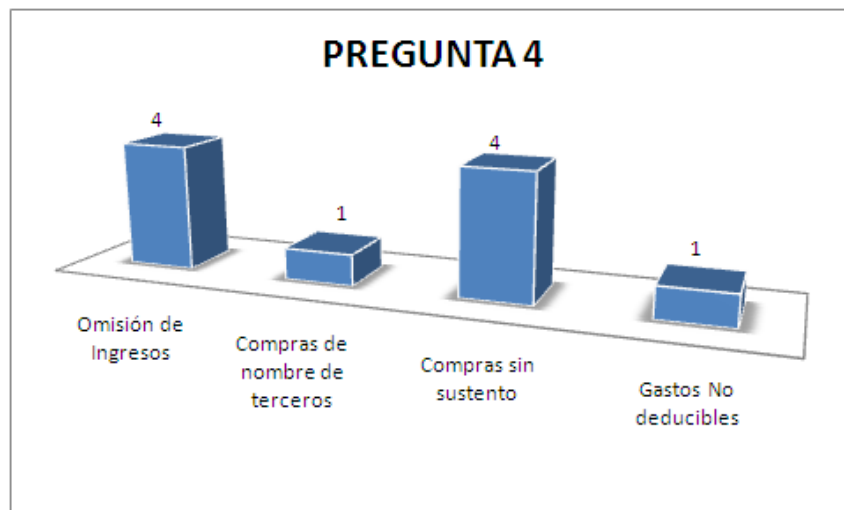 PREGUNTA 4
4
1
4
1
Omisión de
Ingresos
Compras de
nombre de
terceros
Compras sin
sustento
Gastos No
deducibles